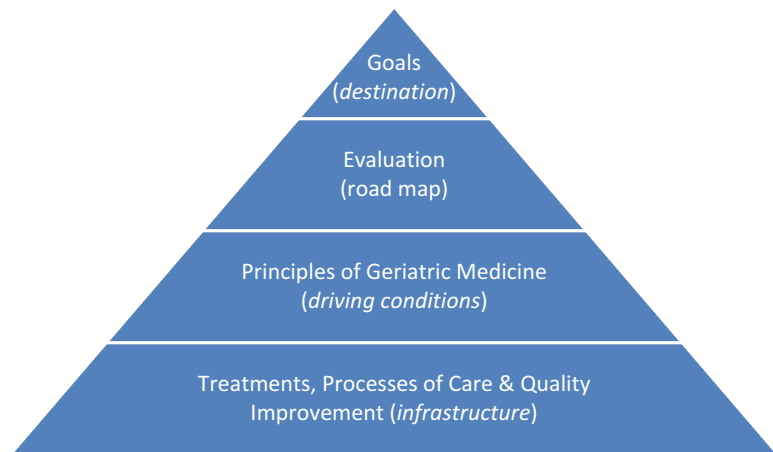 Goals
(destination)
Evaluation
(road map)
Principles of Geriatric Medicine
(driving conditions)
Treatments, Processes of Care & Quality
Improvement (infrastructure)